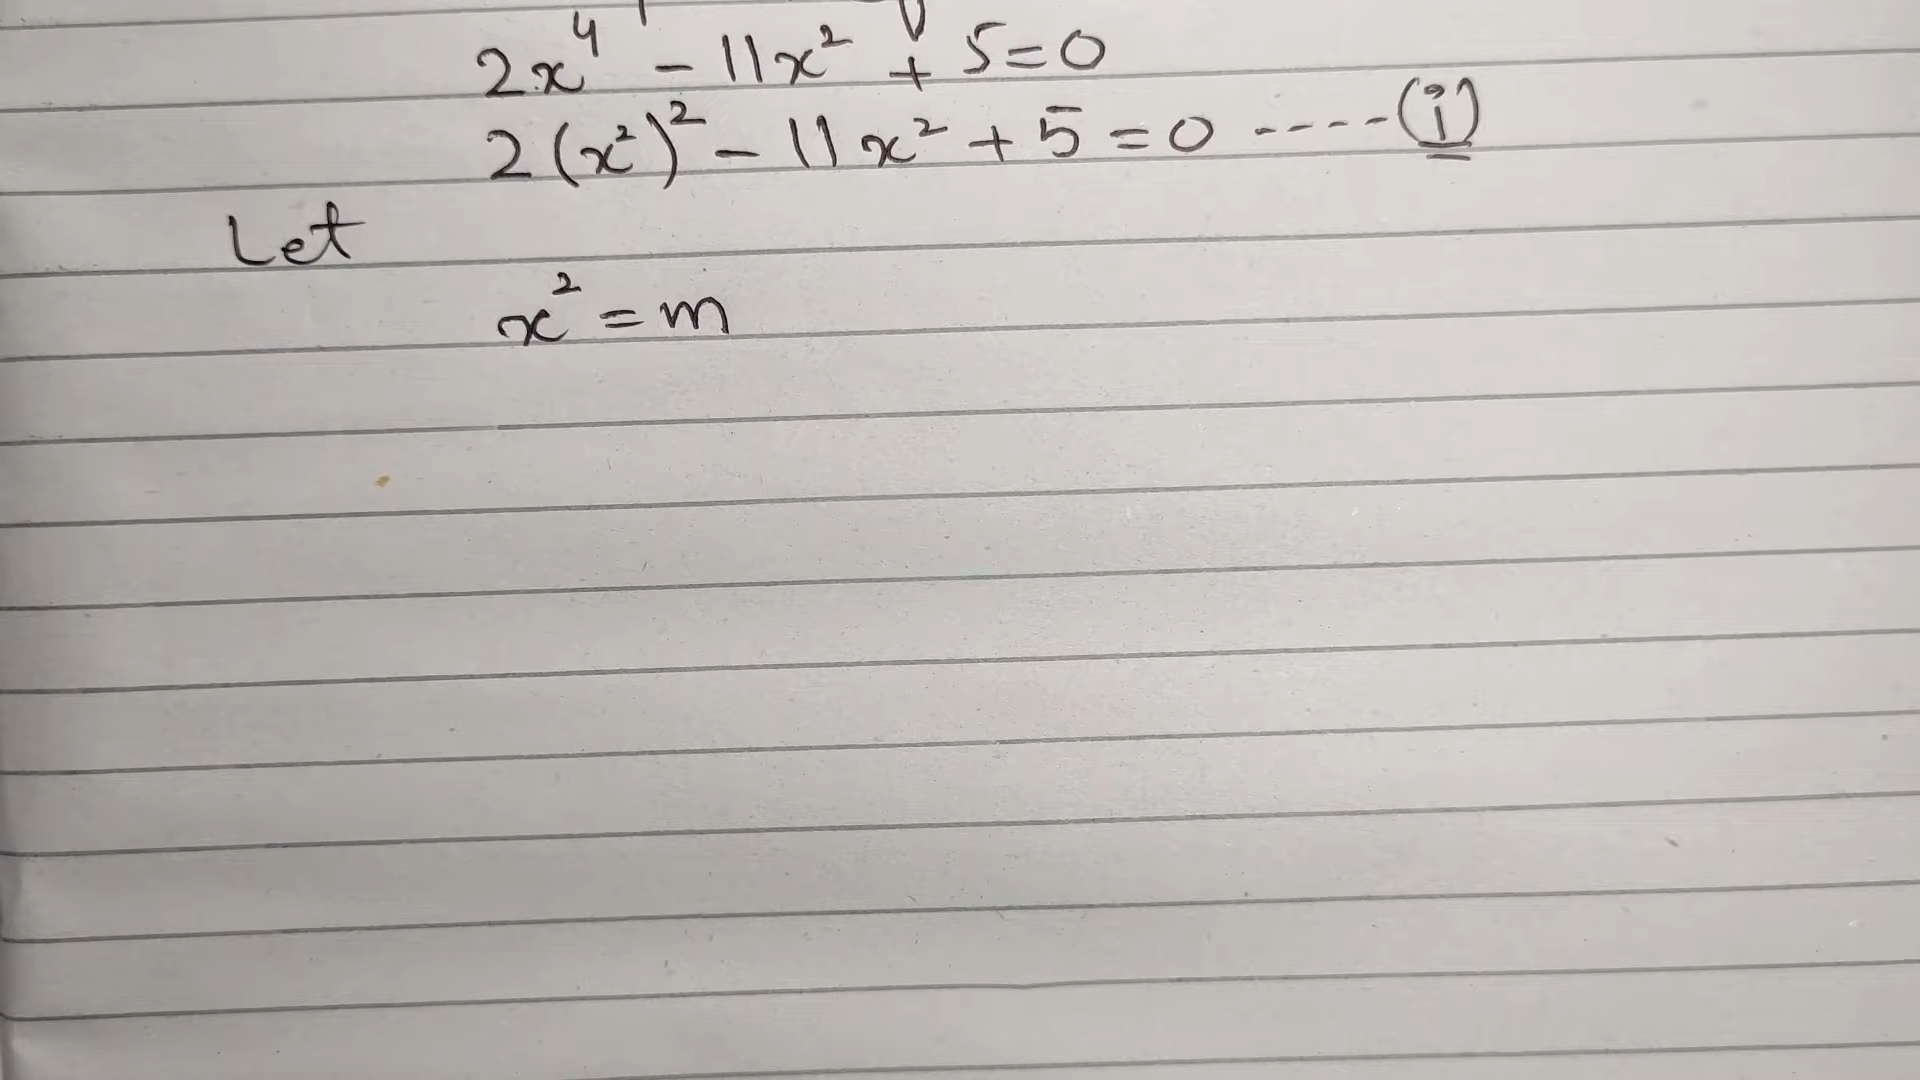 2x⁴ - 11x² + 5 = 0
2(x²)² - 11x² + 5 = 0 ----(i)
Let
x² = m